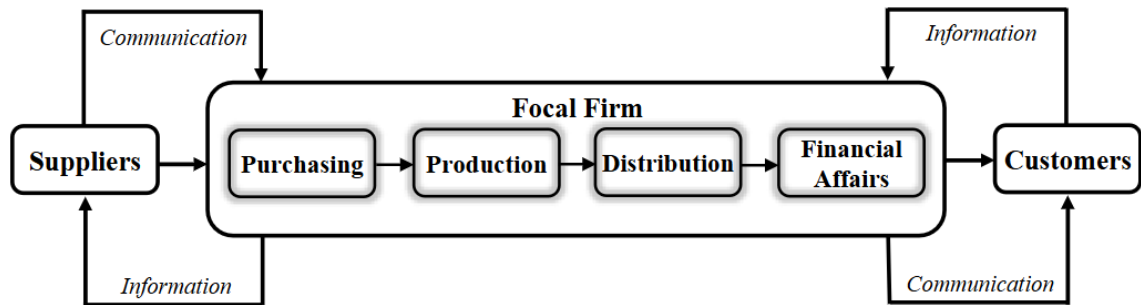 Communication
Information
Focal Firm
Suppliers
Purchasing
Production
Distribution
Financial
Affairs
Customers
Information
Communication